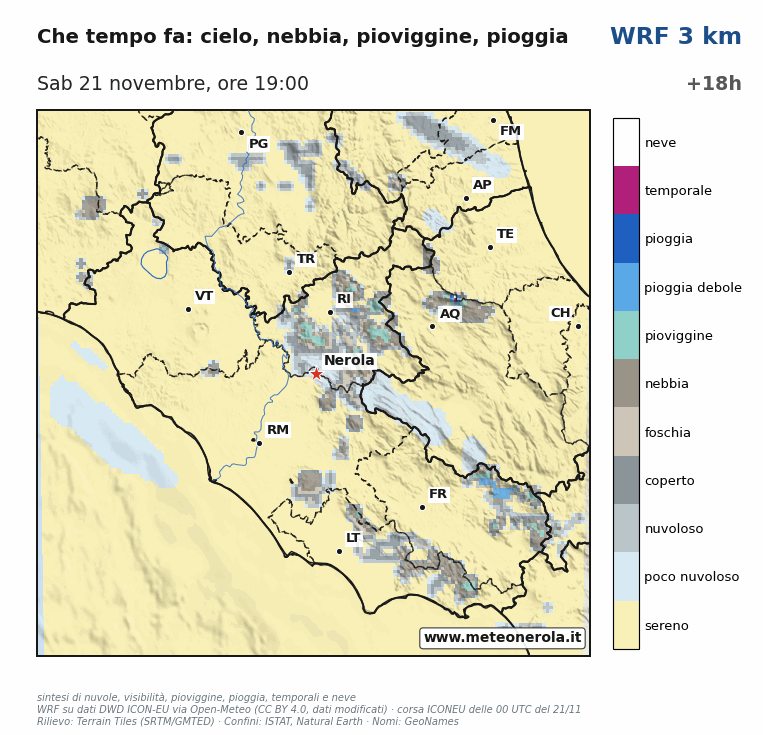 Che tempo fa: cielo, nebbia, pioviggine, pioggia
WRF 3 km
Sab 21 novembre, ore 19:00
+18h
FM
PG
AP
TE
TR
VT
RI
AQ
CH
Nerola
RM
FR
LT
www.meteonerola.it
neve
temporale
pioggia
pioggia debole
pioviggine
nebbia
foschia
coperto
nuvoloso
poco nuvoloso
sereno
sintesi di nuvole, visibilità, pioviggine, pioggia, temporali e neve
WRF su dati DWD ICON-EU via Open-Meteo (CC BY 4.0, dati modificati) · corsa ICONEU delle 00 UTC del 21/11
Rilievo: Terrain Tiles (SRTM/GMTED) · Confini: ISTAT, Natural Earth · Nomi: GeoNames